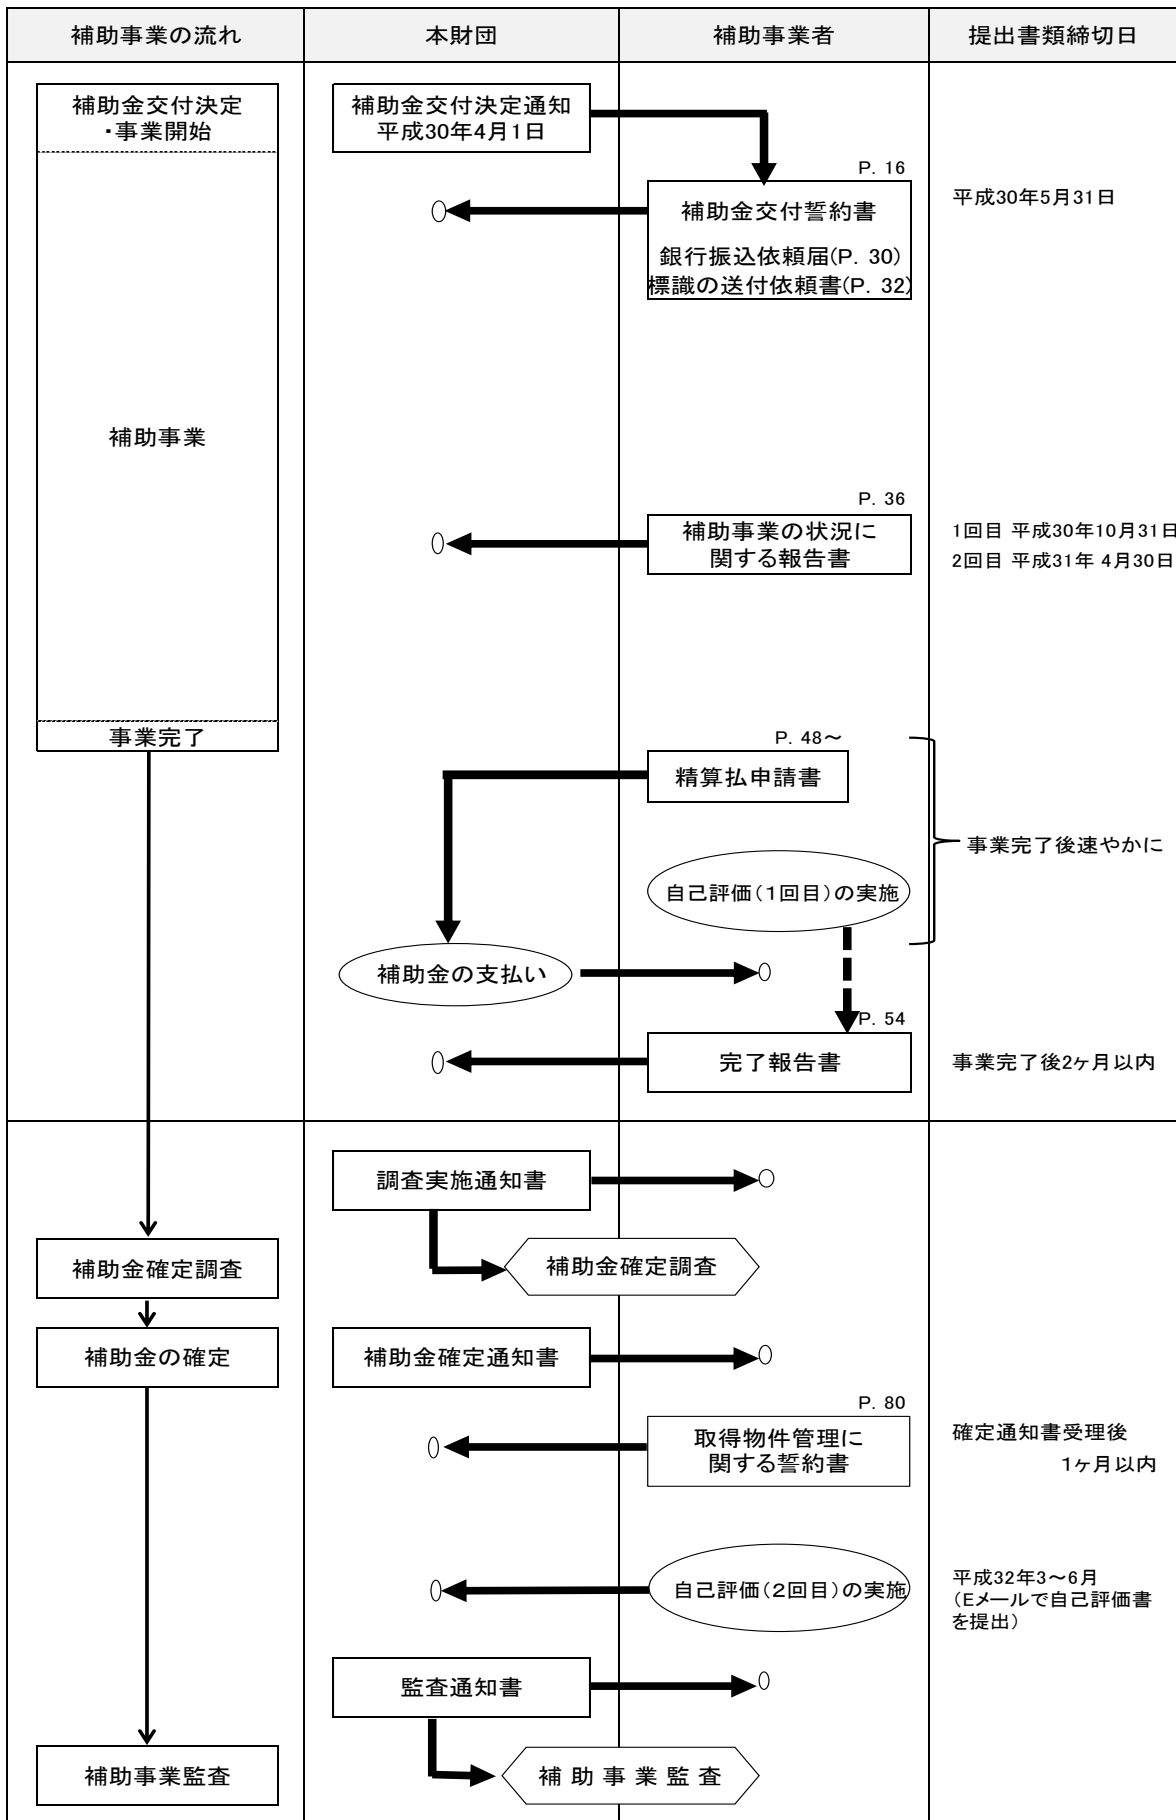 補助事業の流れ
本財団
補助事業者
提出書類締切日
補助金交付決定
・事業開始
補助金交付決定通知
平成30年4月1日
P. 16
補助金交付誓約書
銀行振込依頼届(P. 30)
標識の送付依頼書(P. 32)
平成30年5月31日
補助事業
P. 36
補助事業の状況に
関する報告書
1回目 平成30年10月31日
2回目 平成31年 4月30日
事業完了
P. 48～
精算払申請書
事業完了後速やかに
自己評価(1回目)の実施
補助金の支払い
P. 54
完了報告書
事業完了後2ヶ月以内
調査実施通知書
補助金確定調査
補助金確定調査
補助金の確定
補助金確定通知書
P. 80
取得物件管理に
関する誓約書
確定通知書受理後
1ヶ月以内
自己評価(2回目)の実施
平成32年3～6月
(Eメールで自己評価書
を提出)
監査通知書
補助事業監査
補 助 事 業 監 査